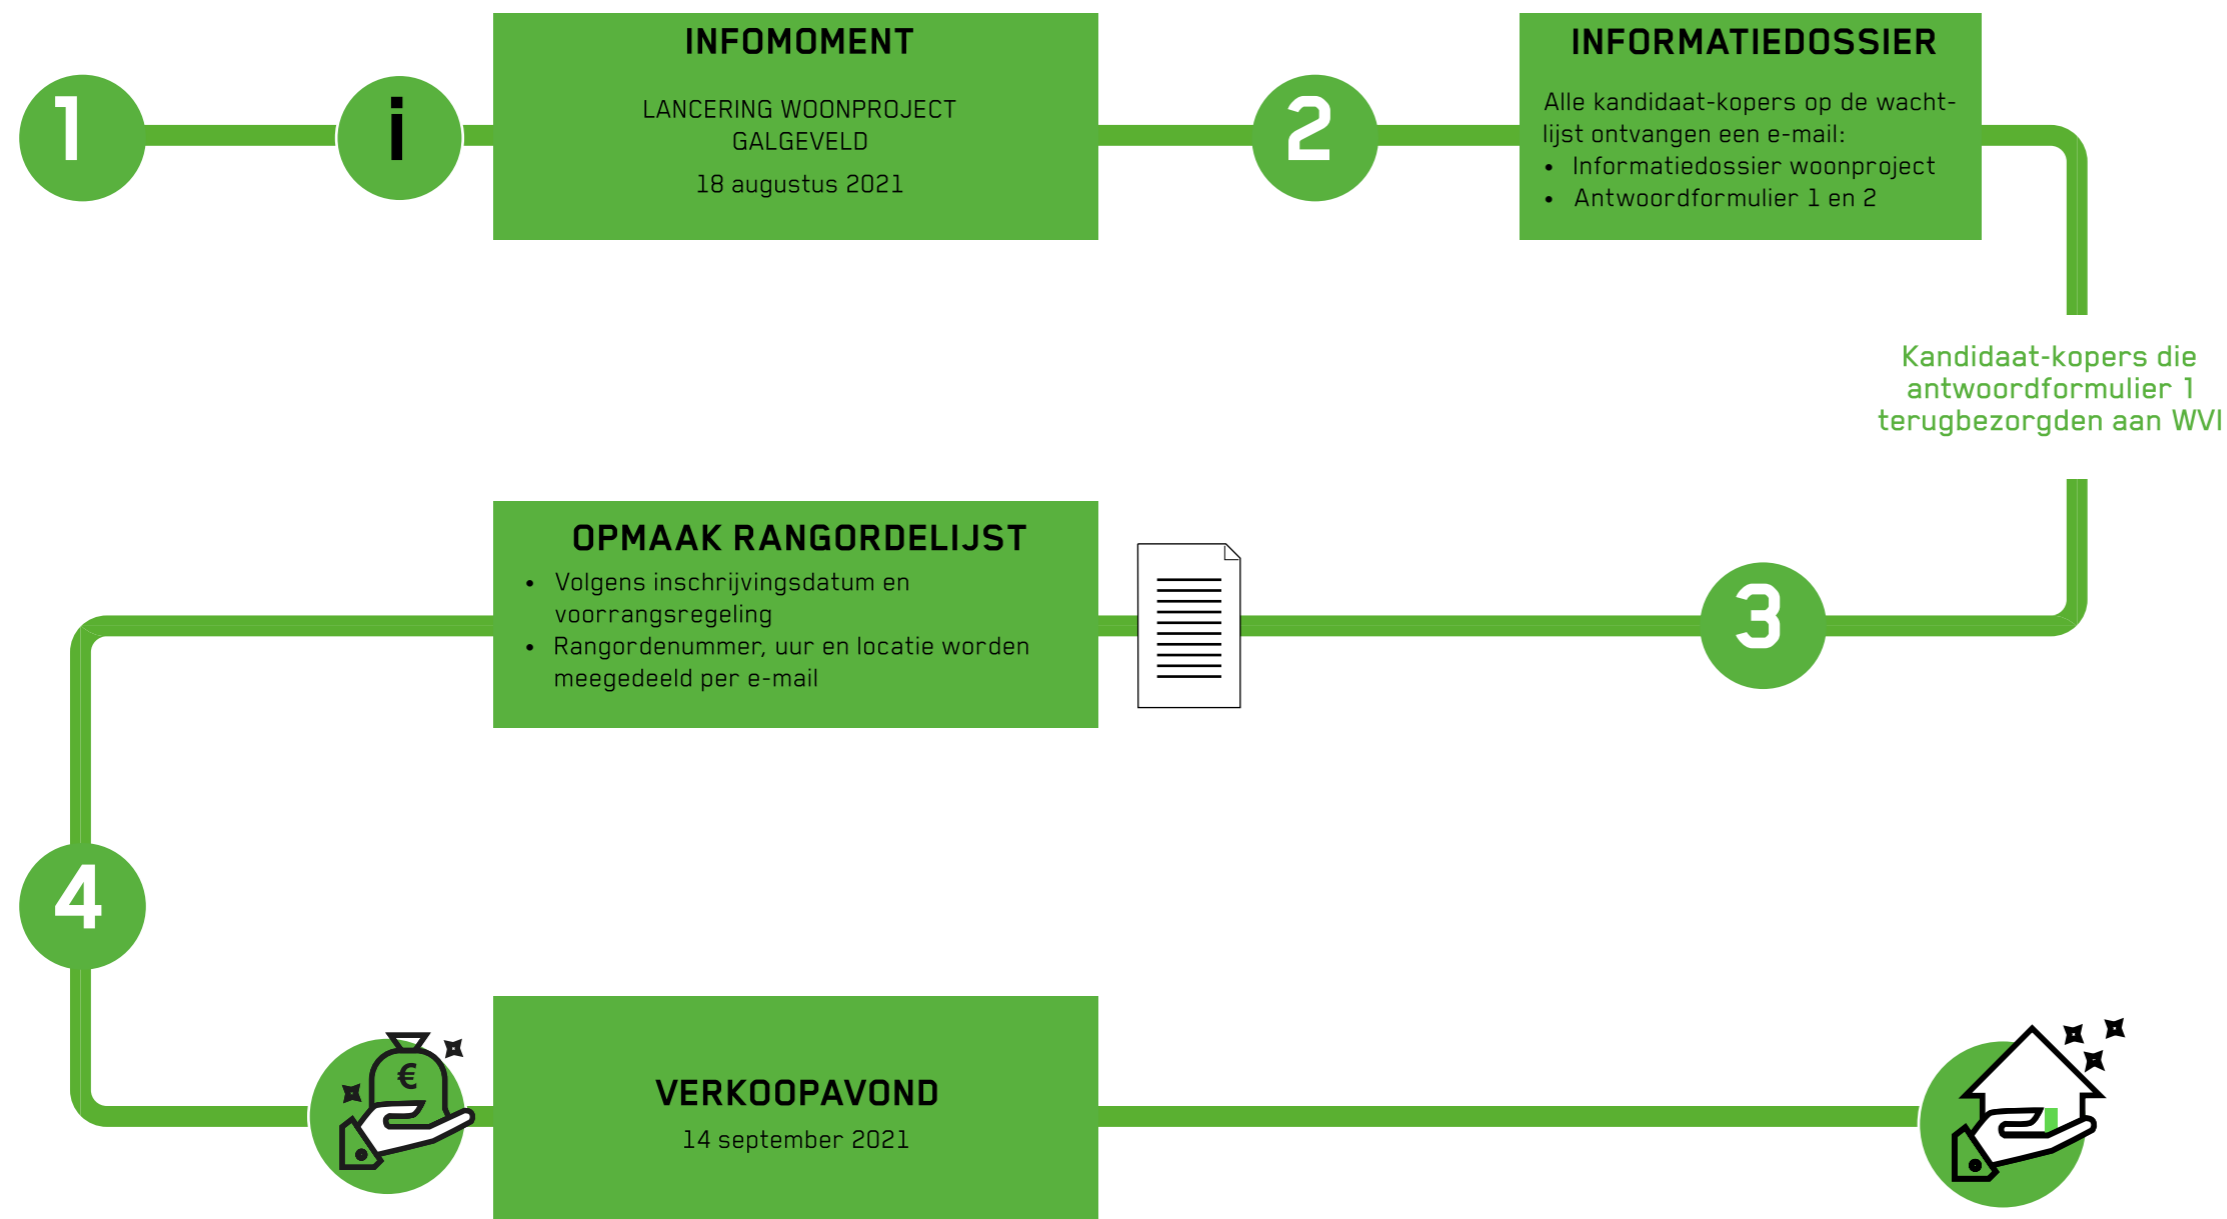 1
i
INFOMOMENT
LANCERING WOONPROJECT
GALGEVELD
18 augustus 2021
2
INFORMATIEDOSSIER
Alle kandidaat-kopers op de wacht-
lijst ontvangen een e-mail:
• Informatiedossier woonproject
• Antwoordformulier 1 en 2
Kandidaat-kopers die
antwoordformulier 1
terugbezorgden aan WVI
3
OPMAAK RANGORDELIJST
• Volgens inschrijvingsdatum en
voorrangsregeling
• Rangordenummer, uur en locatie worden
meegedeeld per e-mail
4
€
VERKOOPAVOND
14 september 2021